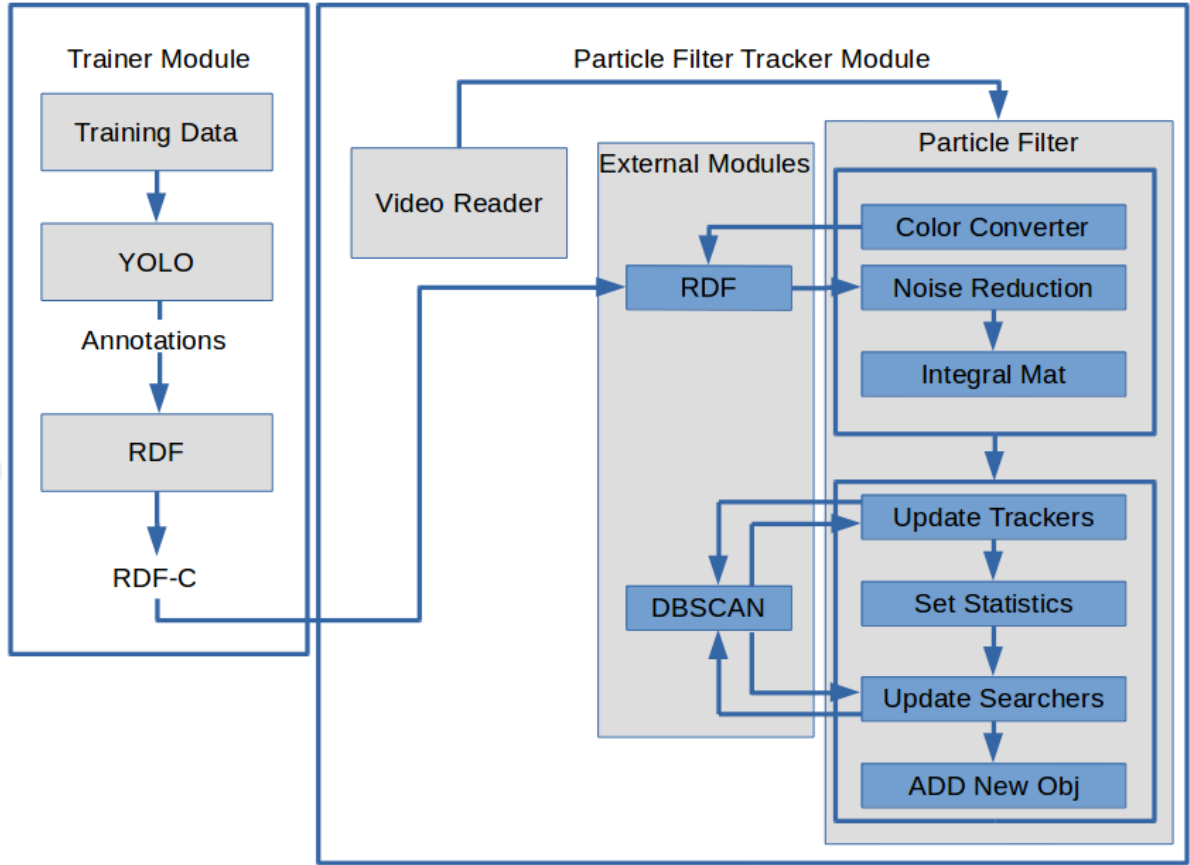 Trainer Module
Training Data
YOLO
Annotations
RDF
RDF-C
Particle Filter Tracker Module
Video Reader
External Modules
RDF
DBSCAN
Particle Filter
Color Converter
Noise Reduction
Integral Mat
Update Trackers
Set Statistics
Update Searchers
ADD New Obj